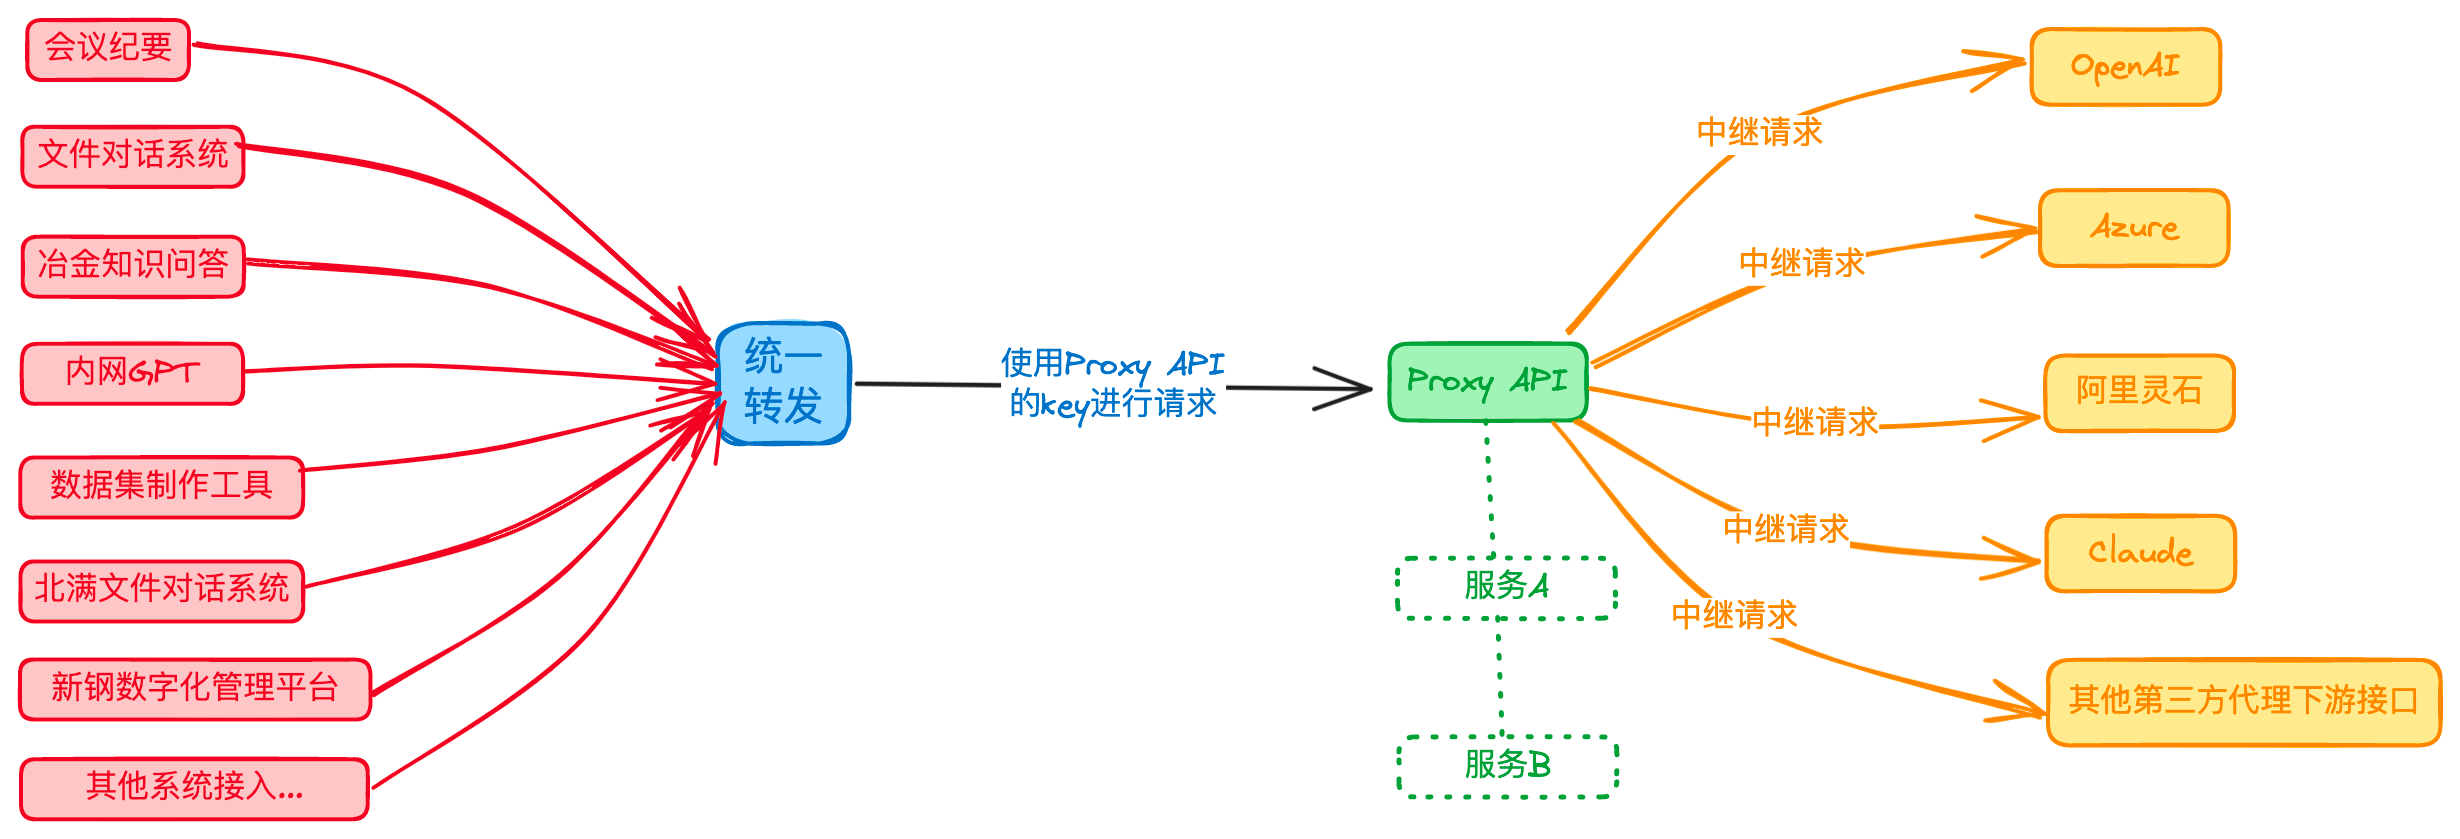 会议纪要
文件对话系统
冶金知识问答
内网GPT
数据集制作工具
北满文件对话系统
新钢数字化管理平台
其他系统接入...
统一
转发
使用Proxy API
的key进行请求
Proxy API
服务A
服务B
中继请求
中继请求
中继请求
中继请求
中继请求
OpenAI
Azure
阿里灵石
Claude
其他第三方代理下游接口